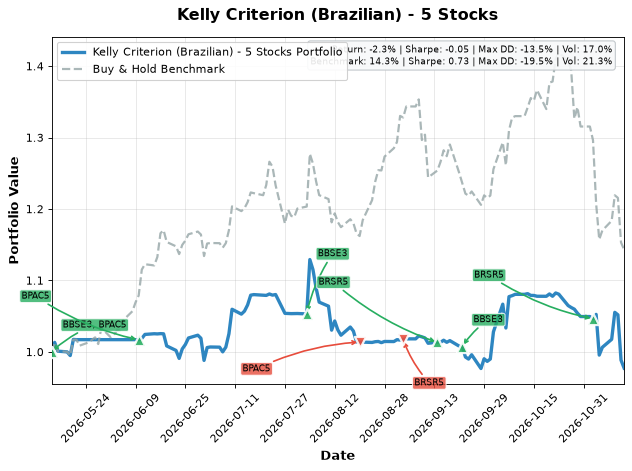 Kelly Criterion (Brazilian) - 5 Stocks
Kelly Criterion (Brazilian) - 5 Stocks Portfolio
Buy & Hold Benchmark
urn: -2.3% | Sharpe: -0.05 | Max DD: -13.5% | Vol: 17.0%
Benchmark: 14.3% | Sharpe: 0.73 | Max DD: -19.5% | Vol: 21.3%
Portfolio Value
1.4
1.3
1.2
1.1
1.0
BBSE3
BRSR5
BRSR5
BPAC5
BBSE3, BPAC5
BBSE3
BPAC5
BRSR5
2026-05-24
2026-06-09
2026-06-25
2026-07-11
2026-07-27
2026-08-12
2026-08-28
2026-09-13
2026-09-29
2026-10-15
2026-10-31
Date